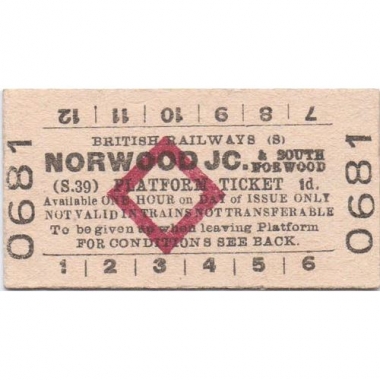 12 | 11 | 10 | 9 | 8 | 7
BRITISH RAILWAYS (S)
NORWOOD JC. & SOUTH NORWOOD
(S.39) PLATFORM TICKET 1d.
Available ONE HOUR on DAY of ISSUE ONLY
NOT VALID IN TRAINS NOT TRANSFERABLE
To be given up when leaving Platform
FOR CONDITIONS SEE BACK.
1 | 2 | 3 | 4 | 5 | 6
0681
0681